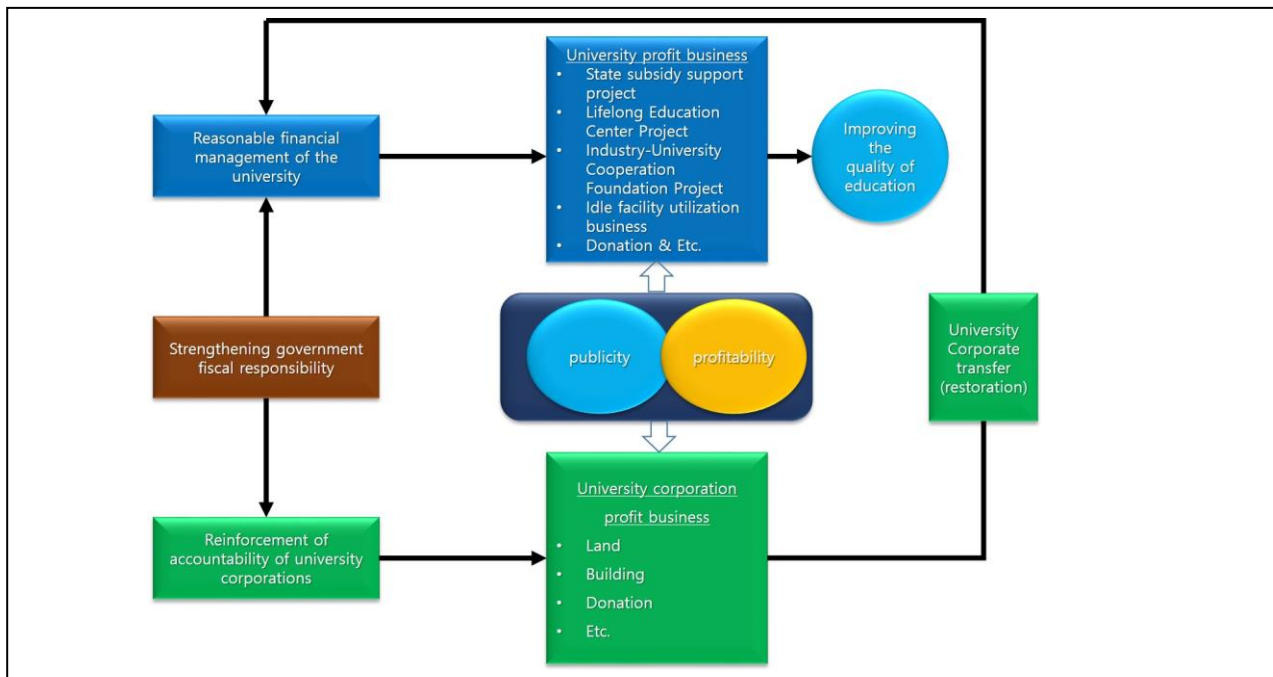 University profit business
• State subsidy support
project
• Lifelong Education
Center Project
• Industry-University
Cooperation
Foundation Project
• Idle facility utilization
business
• Donation & Etc.
Reasonable financial
management of the
university
Improving
the
quality of
education
Strengthening government
fiscal responsibility
publicity
profitability
University
Corporate
transfer
(restoration)
University corporation
profit business
• Land
• Building
• Donation
• Etc.
Reinforcement of
accountability of university
corporations